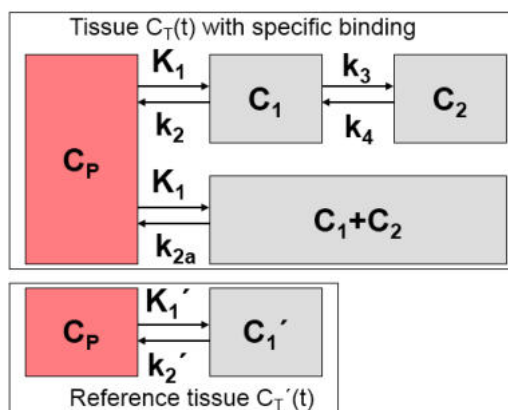 Tissue C_T(t) with specific binding
K_1
k_2
C_1
k_3
k_4
C_2
C_P
K_1
k_2a
C_1+C_2
C_P
K_1´
k_2´
C_1´
Reference tissue C_T´(t)